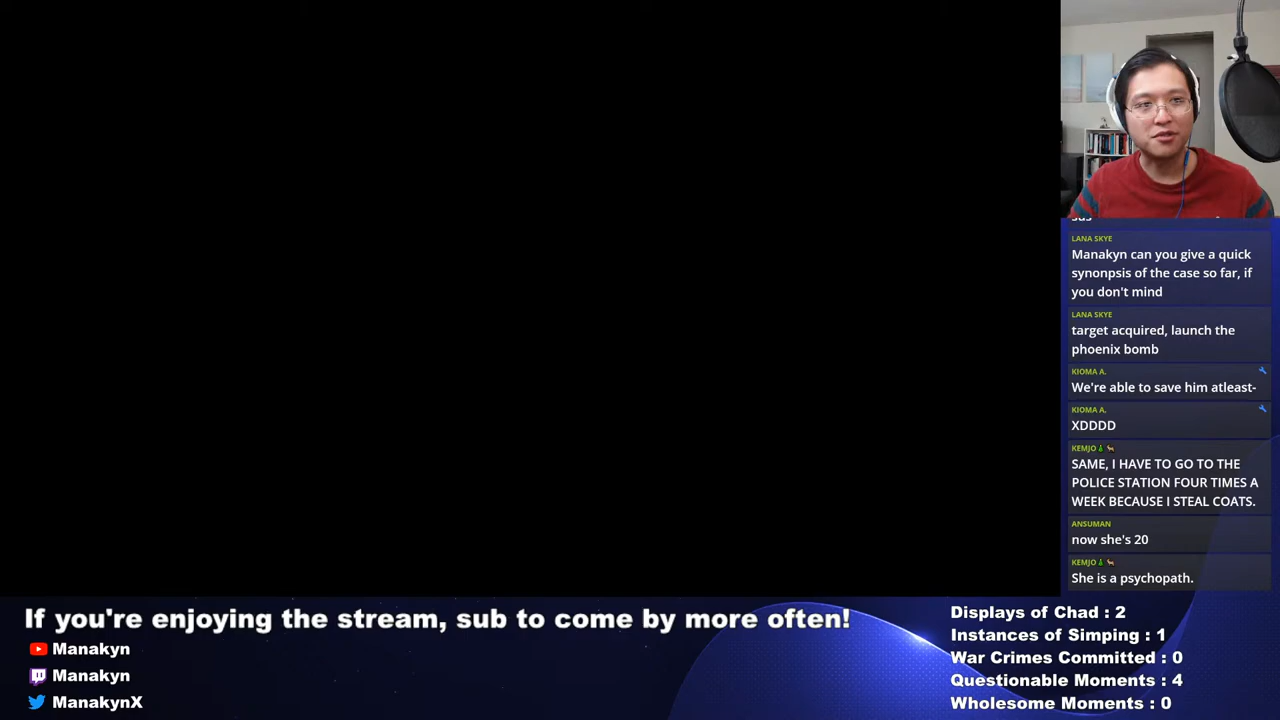 LANA SKYE
Manakyn can you give a quick
synonpsis of the case so far, if
you don't mind
LANA SKYE
target acquired, launch the
phoenix bomb
KIOMA A.
We're able to save him atleast-
KIOMA A.
XDDDD
KEMJO
SAME, I HAVE TO GO TO THE
POLICE STATION FOUR TIMES A
WEEK BECAUSE I STEAL COATS.
ANSUMAN
now she's 20
KEMJO
She is a psychopath.
If you're enjoying the stream, sub to come by more often!
Manakyn
Manakyn
ManakynX
Displays of Chad : 2
Instances of Simping : 1
War Crimes Committed : 0
Questionable Moments : 4
Wholesome Moments : 0